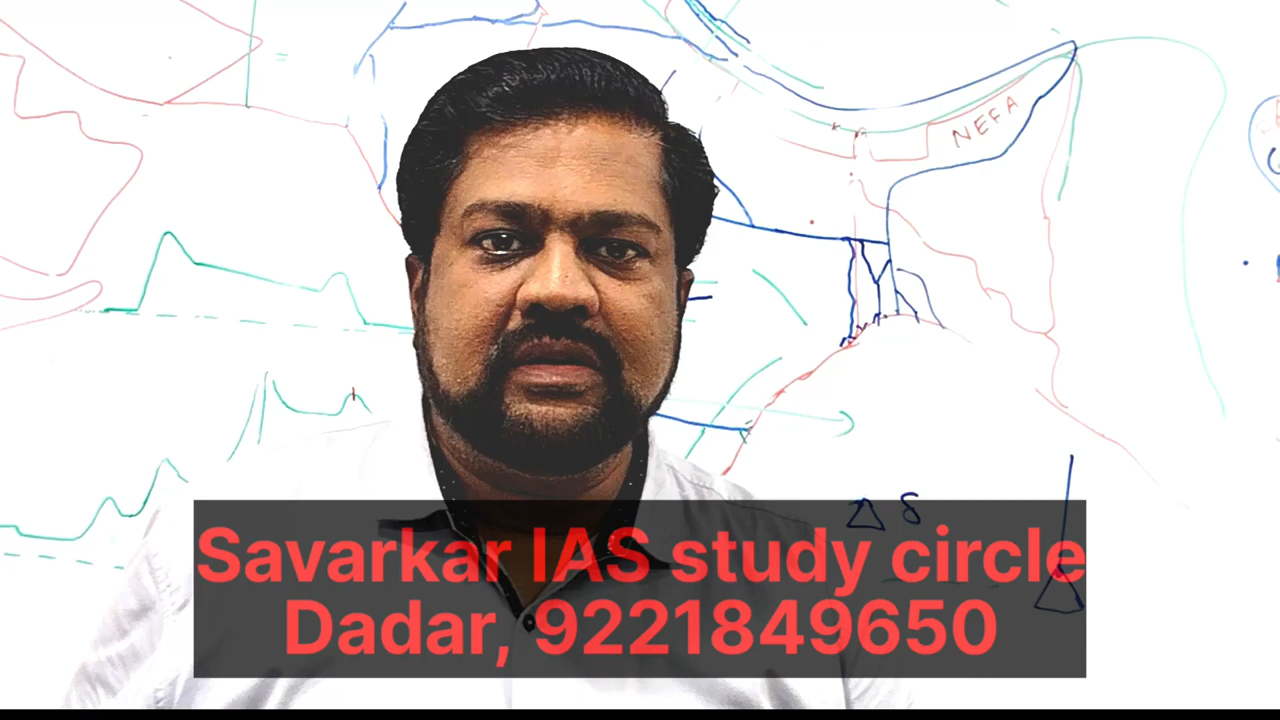 NEFA
Δ δ
Savarkar IAS study circle
Dadar, 9221849650